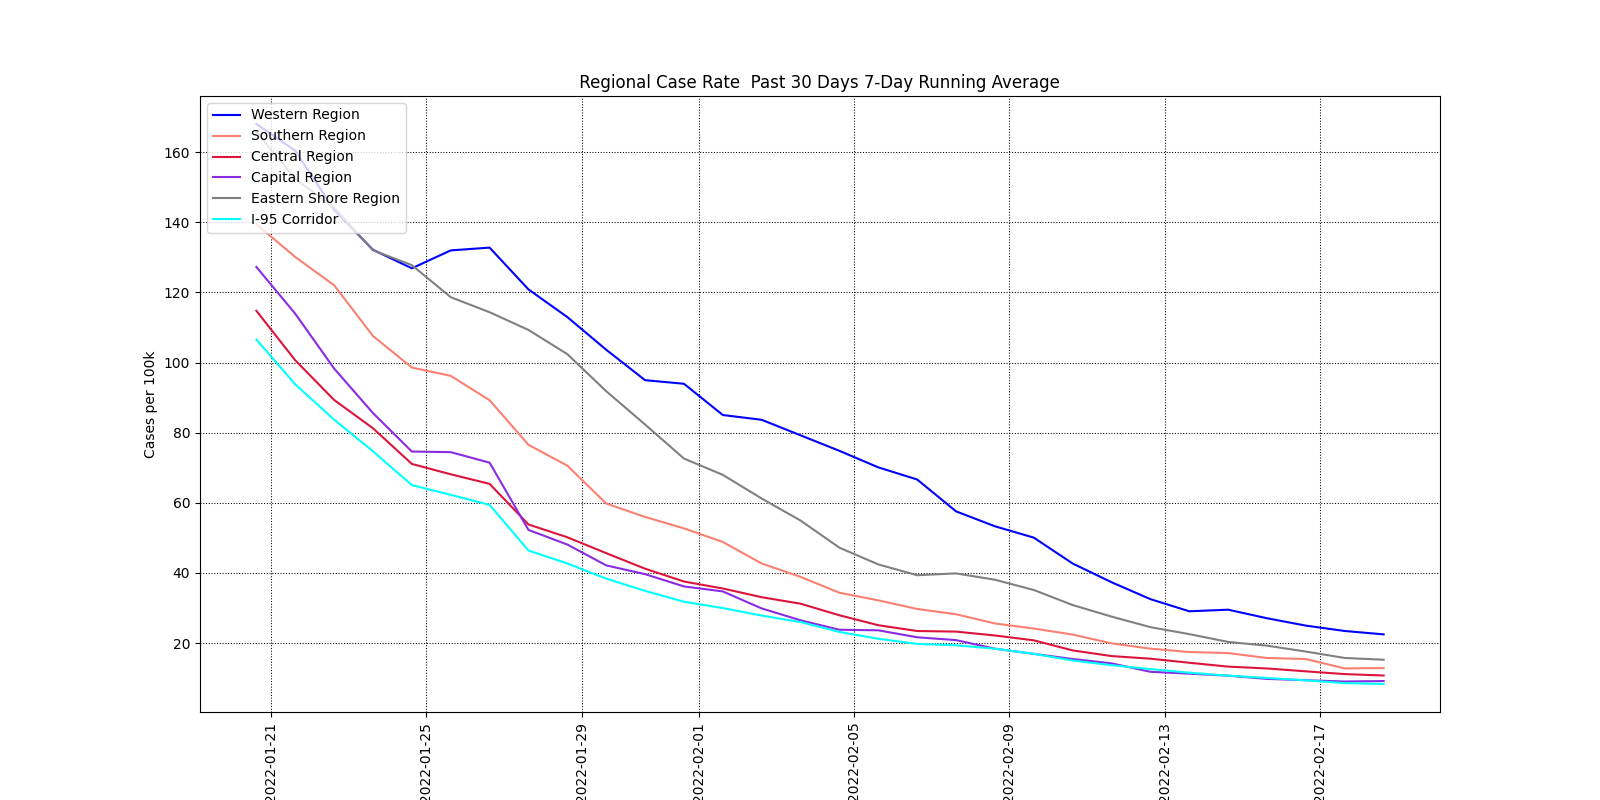 Regional Case Rate  Past 30 Days 7-Day Running Average
Western Region
Southern Region
Central Region
Capital Region
Eastern Shore Region
I-95 Corridor
Cases per 100k
160
140
120
100
80
60
40
20
2022-01-21
2022-01-25
2022-01-29
2022-02-01
2022-02-05
2022-02-09
2022-02-13
2022-02-17